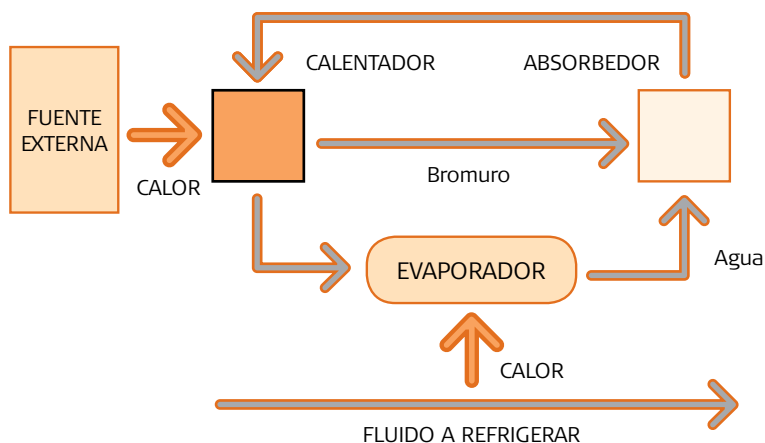 CALENTADOR
ABSORBEDOR
FUENTE
EXTERNA
CALOR
Bromuro
EVAPORADOR
Agua
CALOR
FLUIDO A REFRIGERAR